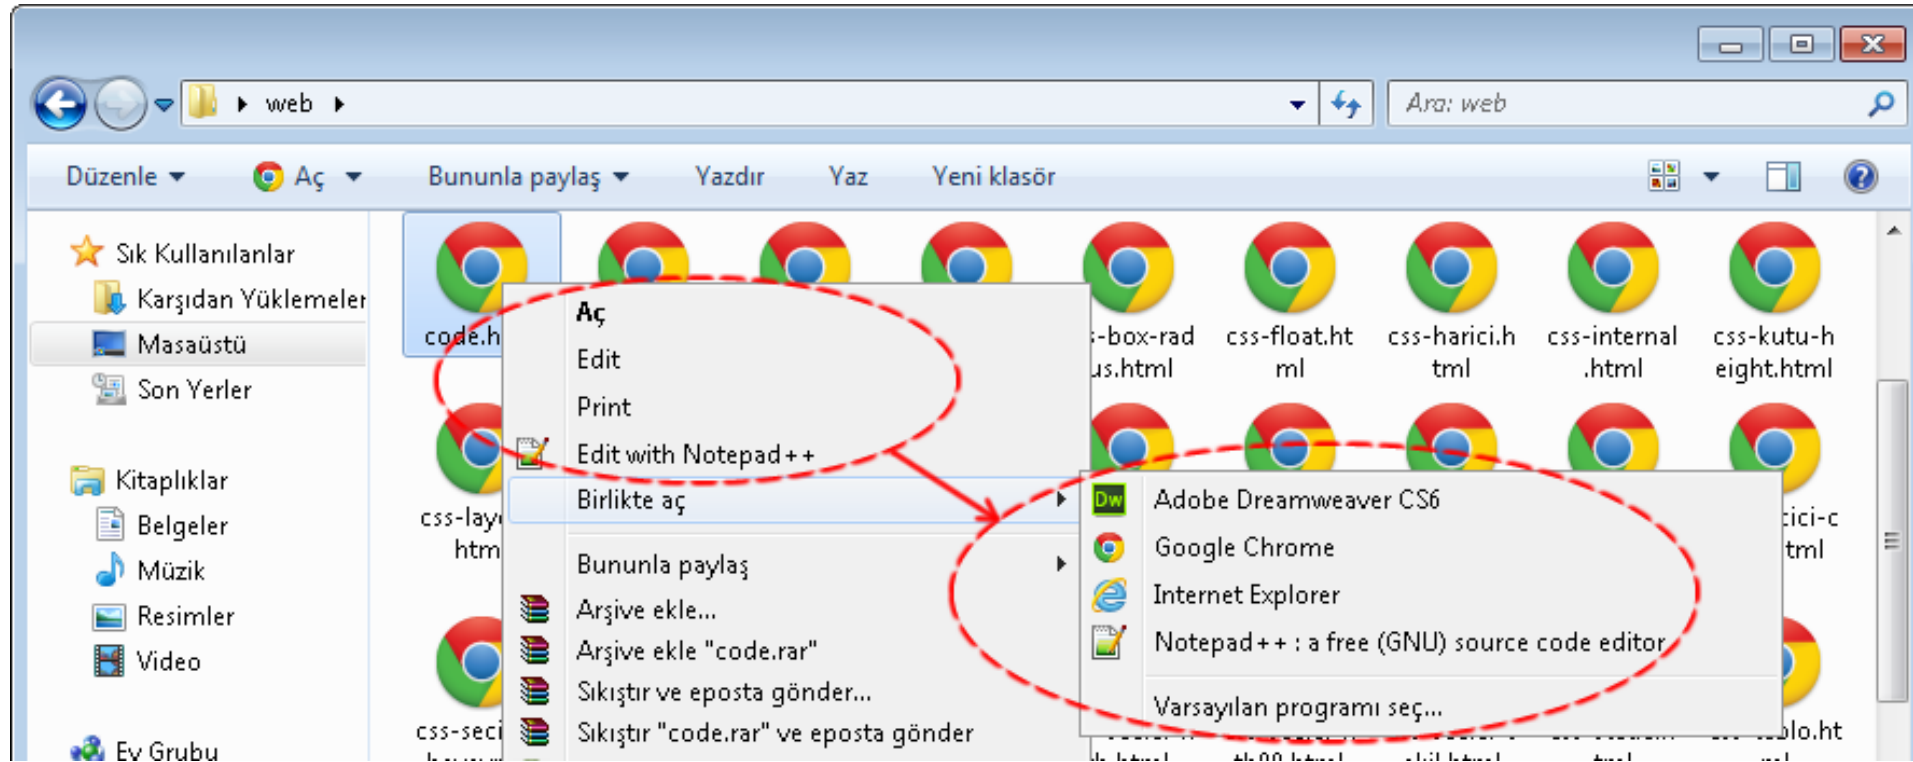 web
Ara: web
Düzenle
Aç
Bununla paylaş
Yazdır
Yaz
Yeni klasör
Sık Kullanılanlar
Karşıdan Yüklemeler
Masaüstü
Son Yerler
Kitaplıklar
Belgeler
Müzik
Resimler
Video
Ev Grubu
code.h
-box-rad
us.html
css-float.ht
ml
css-harici.h
tml
css-internal
.html
css-kutu-h
eight.html
css-lay
htm
ici-c
tml
css-seci
lo.ht
Aç
Edit
Print
Edit with Notepad++
Birlikte aç
Bununla paylaş
Arşive ekle...
Arşive ekle "code.rar"
Sıkıştır ve eposta gönder...
Sıkıştır "code.rar" ve eposta gönder
Dw Adobe Dreamweaver CS6
Google Chrome
Internet Explorer
Notepad++ : a free (GNU) source code editor
Varsayılan programı seç...